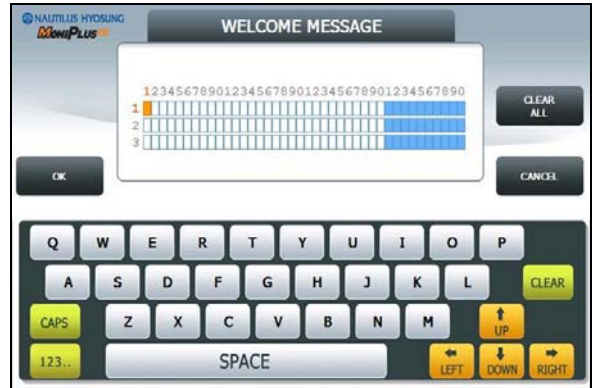 NAUTILUS HYOSUNG
MoniPlus
WELCOME MESSAGE
1234567890123456789012345678901234567890
1
2
3
CLEAR
ALL
OK
CANCEL
Q W E R T Y U I O P
A S D F G H J K L CLEAR
CAPS Z X C V B N M UP
123.. SPACE LEFT DOWN RIGHT